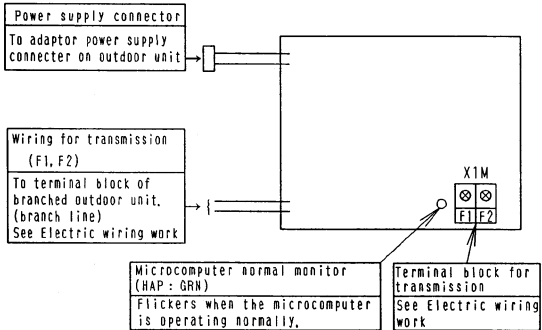 Power supply connector
To adaptor power supply
connecter on outdoor unit
Wiring for transmission
(F1, F2)
To terminal block of
branched outdoor unit.
(branch line)
See Electric wiring work
X1M
F1 F2
Microcomputer normal monitor
(HAP : GRN)
Flickers when the microcomputer
is operating normally.
Terminal block for
transmission
See Electric wiring
work